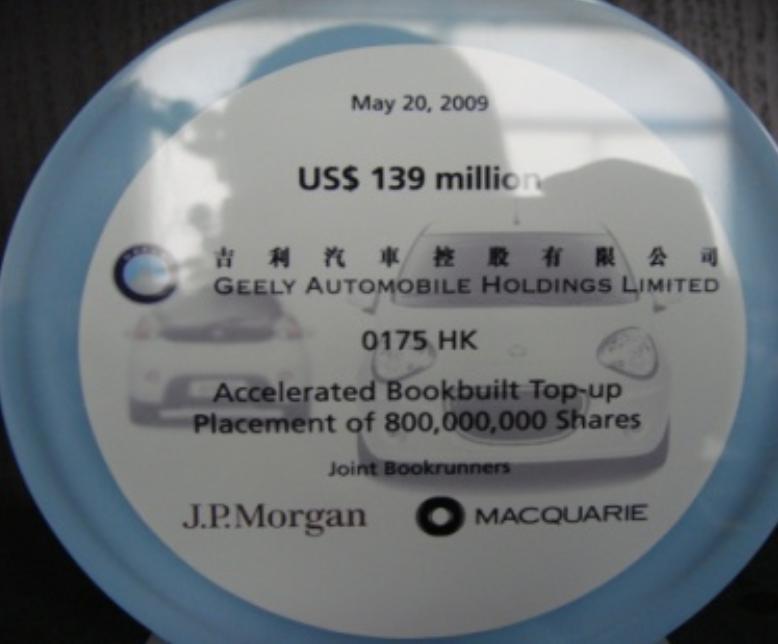 May 20, 2009
US$ 139 million
吉利汽車控股有限公司
GEELY AUTOMOBILE HOLDINGS LIMITED
0175 HK
Accelerated Bookbuilt Top-up
Placement of 800,000,000 Shares
Joint Bookrunners
J.P.Morgan MACQUARIE